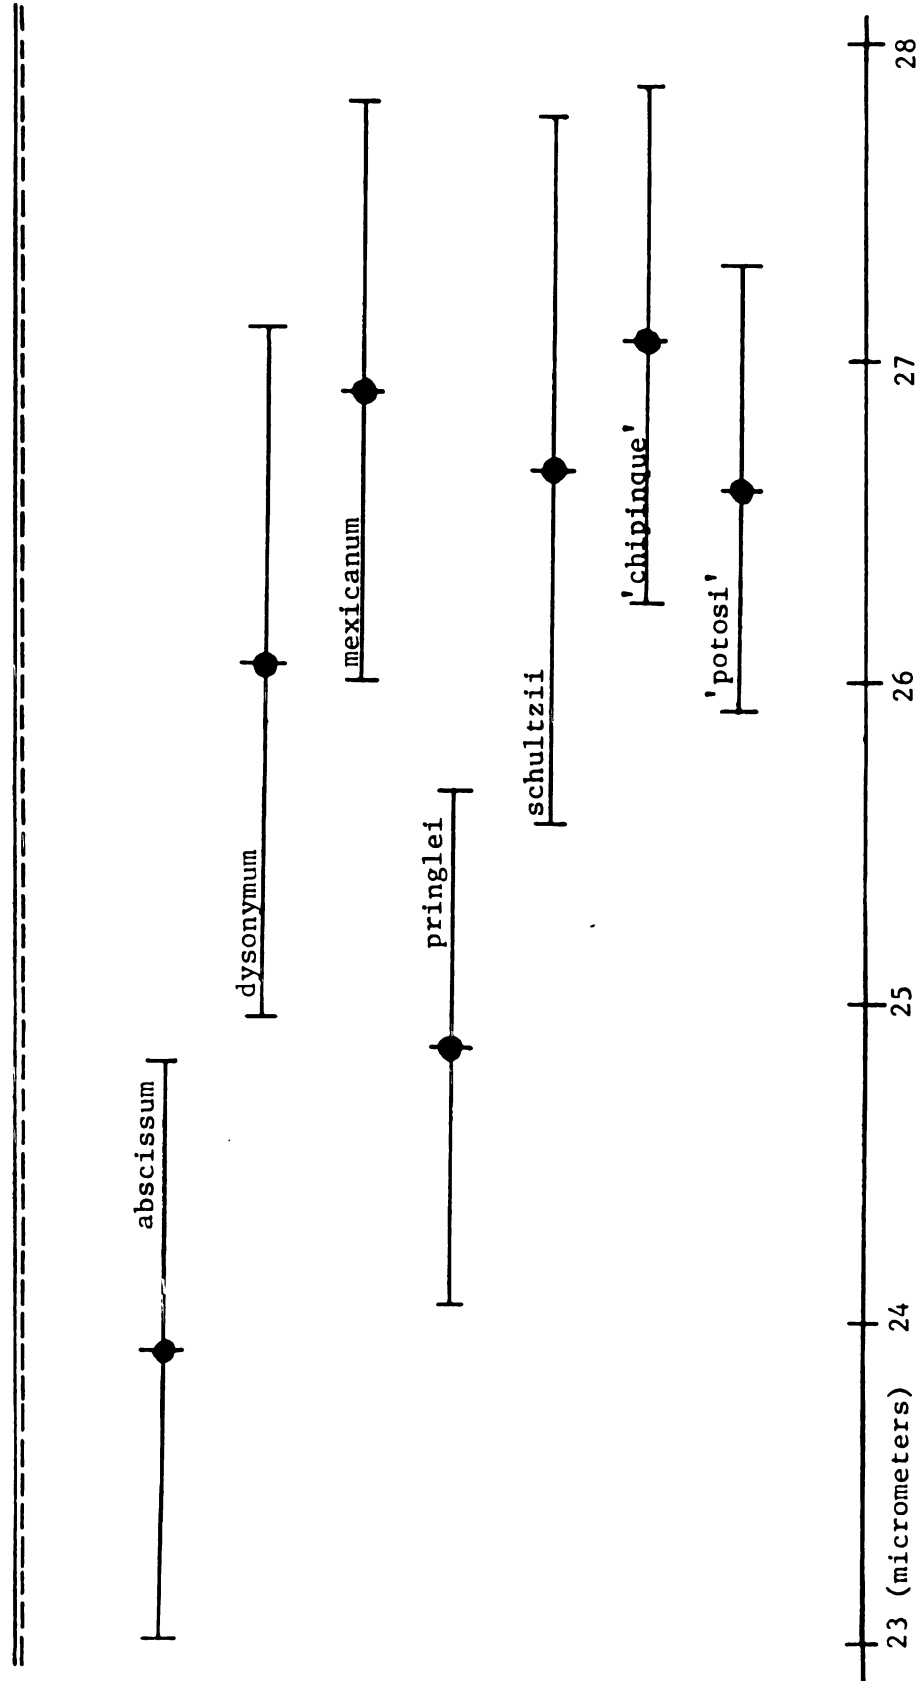 abscissum
dysonymum
mexicanum
pringlei
schultzii
'chipinque'
'potosi'
23 (micrometers) 24 25 26 27 28